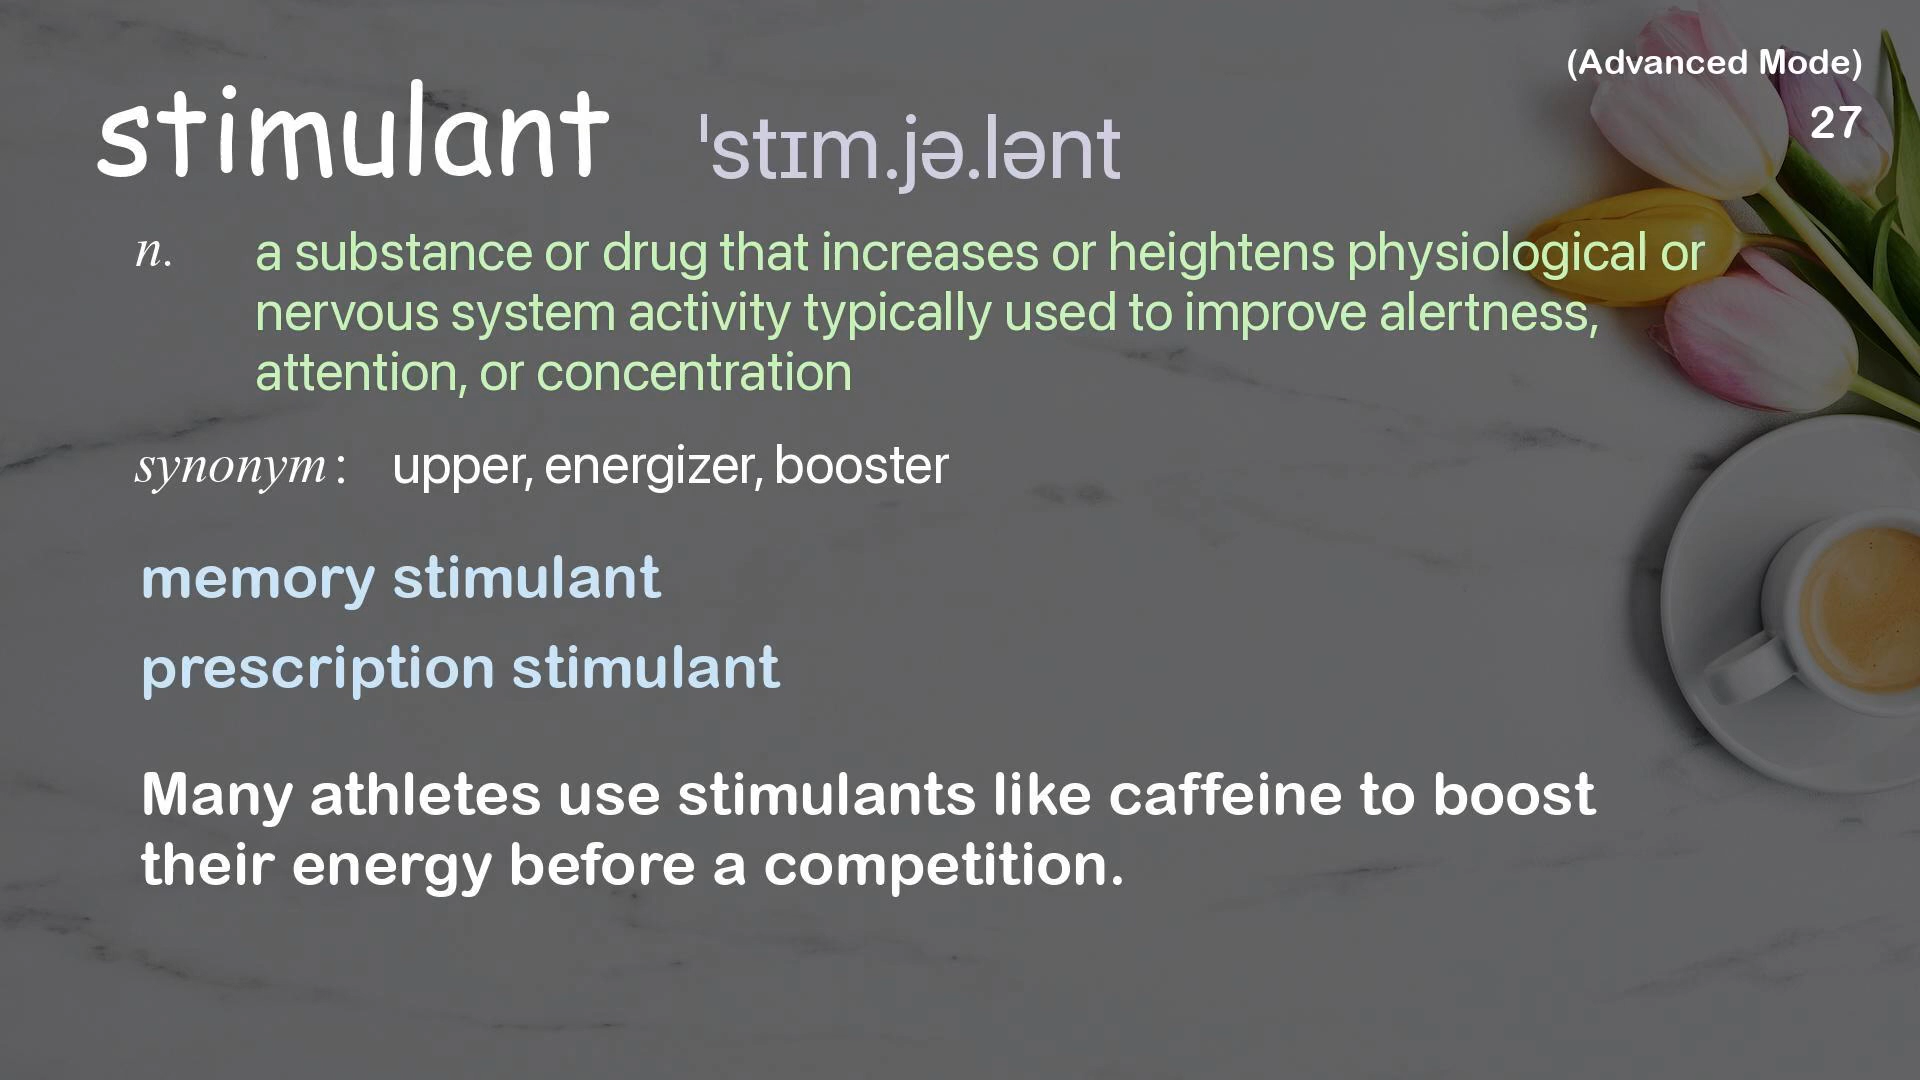 (Advanced Mode)
27
stimulant ˈstɪm.jə.lənt
n. a substance or drug that increases or heightens physiological or
nervous system activity typically used to improve alertness,
attention, or concentration
synonym: upper, energizer, booster
memory stimulant
prescription stimulant
Many athletes use stimulants like caffeine to boost
their energy before a competition.